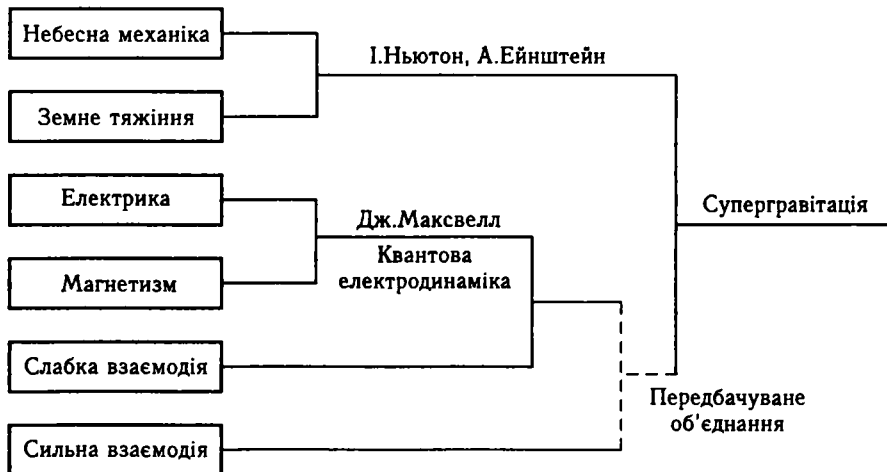 Небесна механіка
І.Ньютон, А.Ейнштейн
Земне тяжіння
Електрика
Дж.Максвелл
Супергравітація
Квантова
електродинаміка
Магнетизм
Слабка взаємодія
Передбачуване
об'єднання
Сильна взаємодія